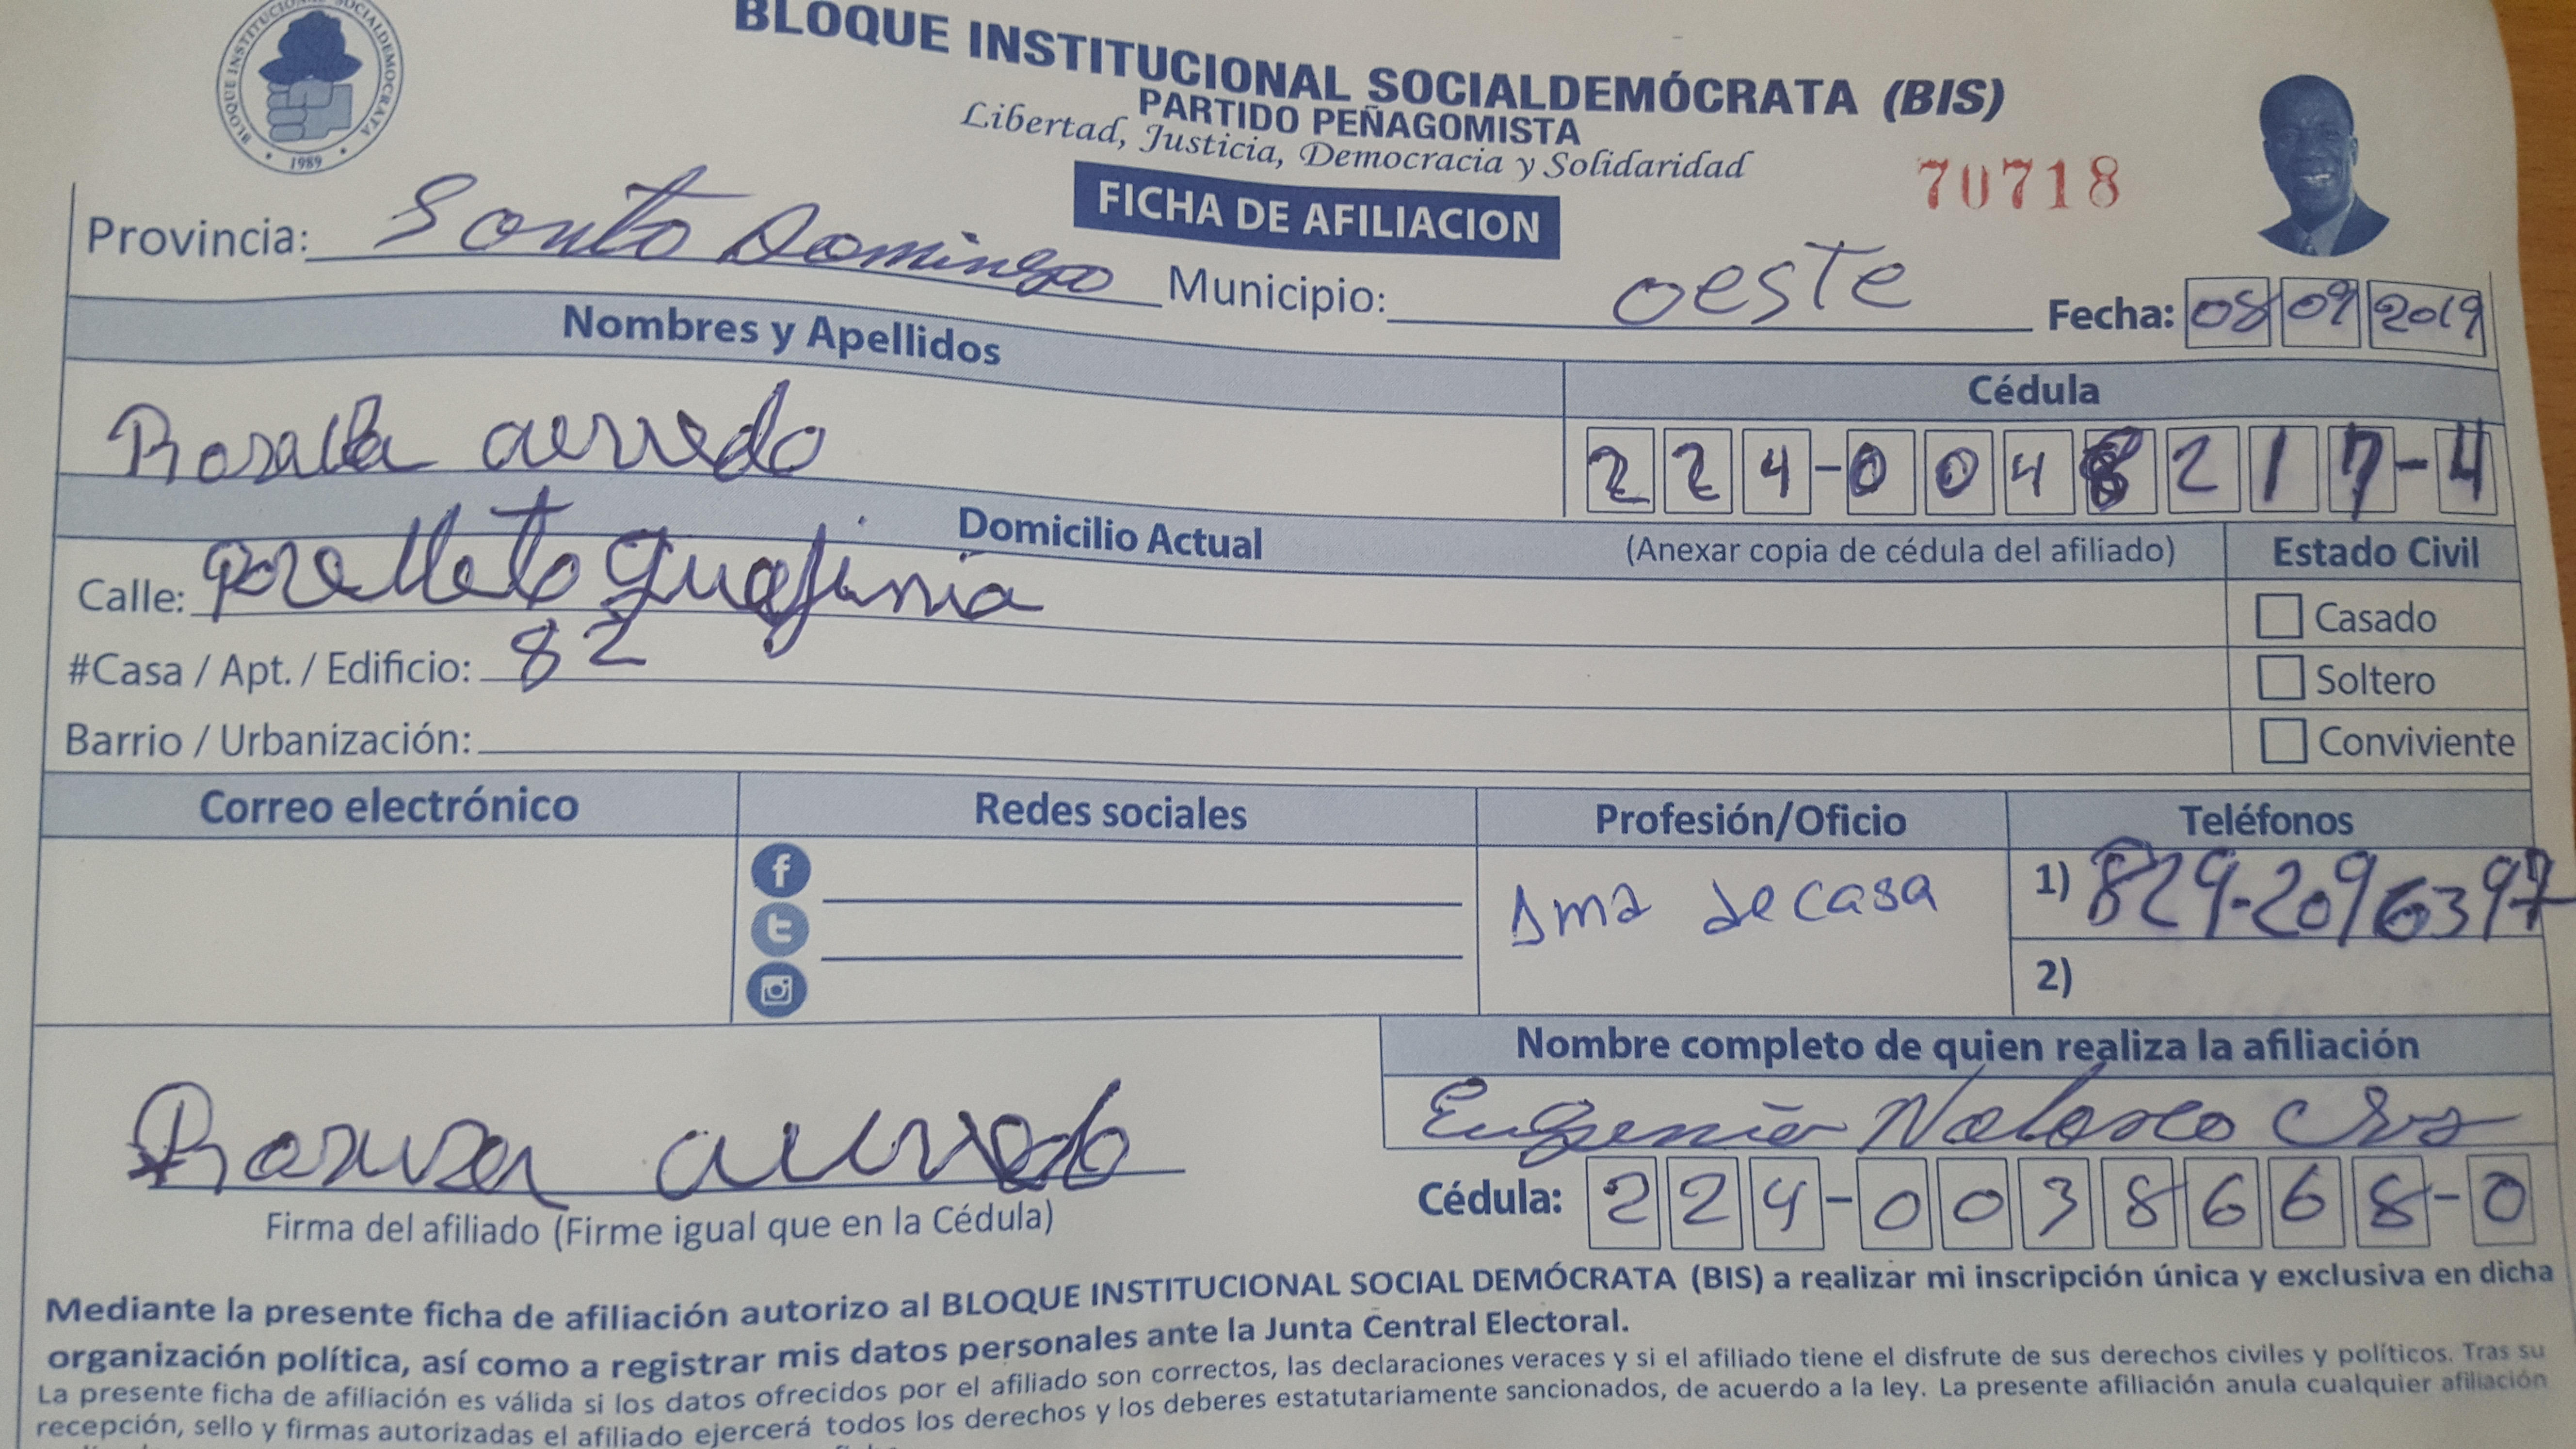 BLOQUE INSTITUCIONAL SOCIALDEMOCRATA
1989
BLOQUE INSTITUCIONAL SOCIALDEMÓCRATA (BIS)
PARTIDO PEÑAGOMISTA
Libertad, Justicia, Democracia y Solidaridad
70718
FICHA DE AFILIACION
Provincia: Santo Domingo Municipio: oeste Fecha: 08 09 2019
Nombres y Apellidos
Cédula
224-0048217-4
Domicilio Actual (Anexar copia de cédula del afiliado) Estado Civil
Calle:
Casado
#Casa / Apt. / Edificio: 82
Soltero
Barrio / Urbanización:
Conviviente
Correo electrónico Redes sociales Profesión/Oficio Teléfonos
Ama de casa
1) 829-2096397
2)
Nombre completo de quien realiza la afiliación
Eugenio
Cédula: 224-0038668-0
Firma del afiliado (Firme igual que en la Cédula)
Mediante la presente ficha de afiliación autorizo al BLOQUE INSTITUCIONAL SOCIAL DEMÓCRATA (BIS) a realizar mi inscripción única y exclusiva en dicha
organización política, así como a registrar mis datos personales ante la Junta Central Electoral.
La presente ficha de afiliación es válida si los datos ofrecidos por el afiliado son correctos, las declaraciones veraces y si el afiliado tiene el disfrute de sus derechos civiles y políticos. Tras su
recepción, sello y firmas autorizadas el afiliado ejercerá todos los derechos y los deberes estatutariamente sancionados, de acuerdo a la ley. La presente afiliación anula cualquier afiliación